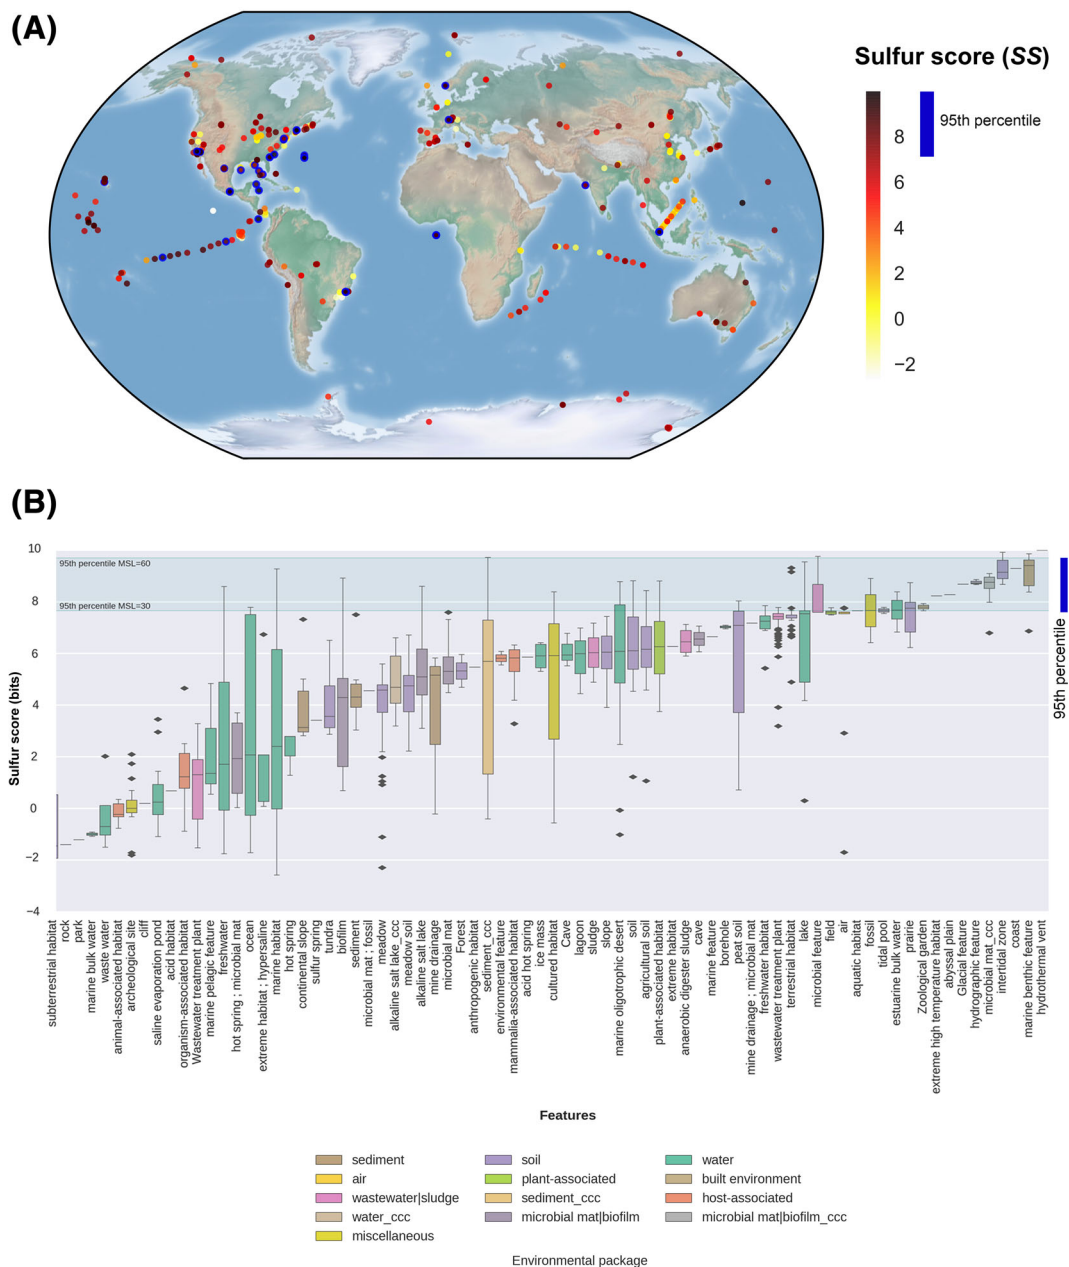 (A)
Sulfur score (SS)
8
6
4
2
0
−2
95th percentile
(B)
10
8
6
4
2
0
−2
−4
Sulfur score (bits)
95th percentile MSL=60
95th percentile MSL=30
95th percentile
subterrestrial habitat
rock
park
marine bulk water
waste water
animal-associated habitat
archeological site
cliff
saline evaporation pond
acid habitat
organism-associated habitat
Wastewater treatment plant
marine pelagic feature
freshwater
hot spring ; microbial mat
ocean
extreme habitat ; hypersaline
marine habitat
hot spring
continental slope
sulfur spring
tundra
biofilm
sediment
microbial mat ; fossil
meadow
alkaline salt lake_ccc
meadow soil
alkaline salt lake
mine drainage
microbial mat
Forest
anthropogenic habitat
sediment_ccc
environmental feature
mammalia-associated habitat
acid hot spring
ice mass
cultured habitat
Cave
lagoon
sludge
slope
marine oligotrophic desert
soil
agricultural soil
plant-associated habitat
extreme habitat
anaerobic digester sludge
cave
marine feature
borehole
peat soil
mine drainage ; microbial mat
freshwater habitat
wastewater treatment plant
terrestrial habitat
lake
microbial feature
field
air
aquatic habitat
fossil
tidal pool
estuarine bulk water
prairie
Zoological garden
extreme high temperature habitat
abyssal plain
Glacial feature
hydrographic feature
microbial mat_ccc
intertidal zone
coast
marine benthic feature
hydrothermal vent
Features
sediment
soil
water
air
plant-associated
built environment
wastewater|sludge
sediment_ccc
host-associated
water_ccc
microbial mat|biofilm
microbial mat|biofilm_ccc
miscellaneous
Environmental package